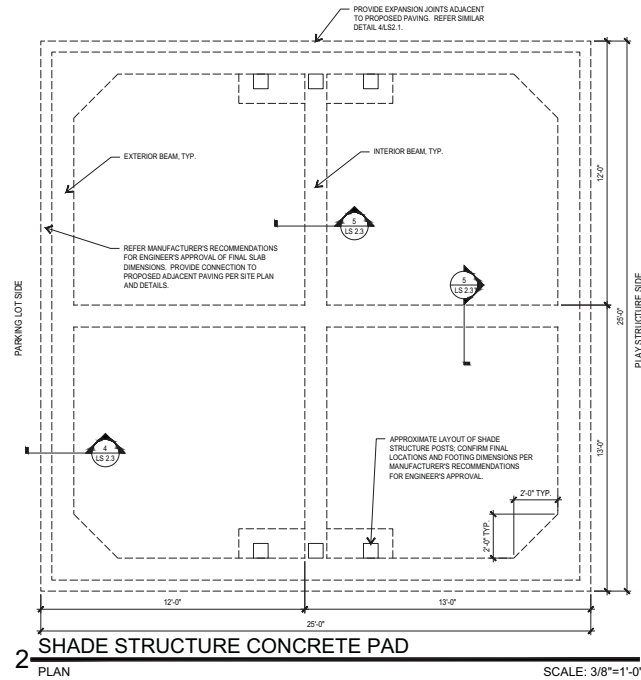 PROVIDE EXPANSION JOINTS ADJACENT
TO PROPOSED PAVING. REFER SIMILAR
DETAIL 4/LS2.1.
EXTERIOR BEAM, TYP.
INTERIOR BEAM, TYP.
12'-0"
5
LS 2.3
REFER MANUFACTURER'S RECOMMENDATIONS
FOR ENGINEER'S APPROVAL OF FINAL SLAB
DIMENSIONS. PROVIDE CONNECTION TO
PROPOSED ADJACENT PAVING PER SITE PLAN
AND DETAILS.
5
LS 2.3
PARKING LOT SIDE
25'-0"
PLAY STRUCTURE SIDE
4
LS 2.3
APPROXIMATE LAYOUT OF SHADE
STRUCTURE POSTS; CONFIRM FINAL
LOCATIONS AND FOOTING DIMENSIONS PER
MANUFACTURER'S RECOMMENDATIONS
FOR ENGINEER'S APPROVAL.
13'-0"
2'-0" TYP.
2'-0" TYP.
12'-0"
13'-0"
25'-0"
2 SHADE STRUCTURE CONCRETE PAD
PLAN
SCALE: 3/8"=1'-0"